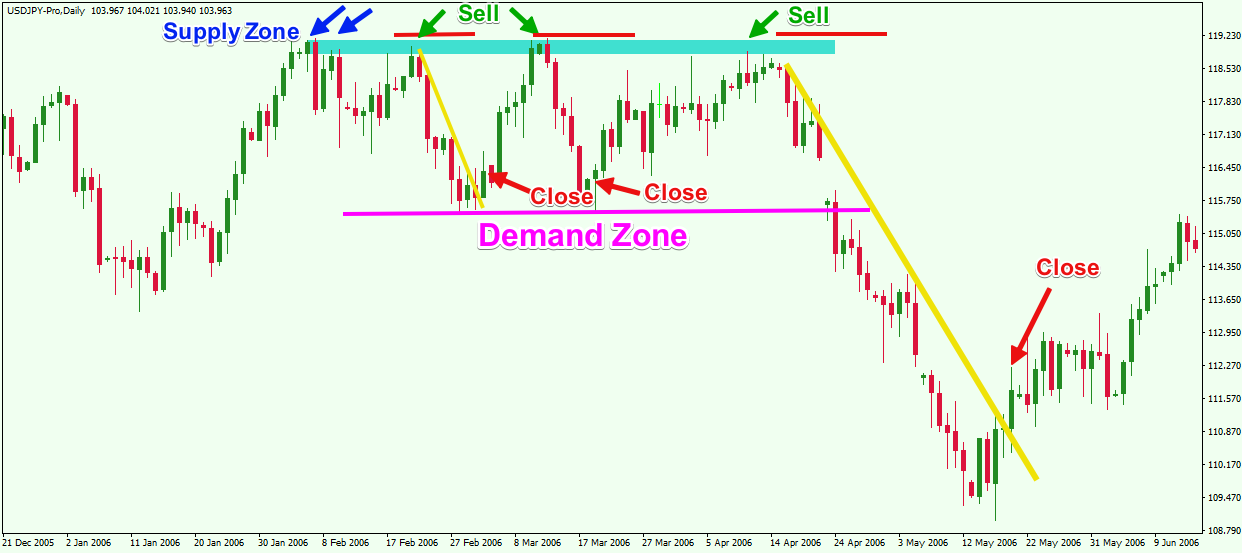 USDJPY-Pro,Daily 103.967 104.021 103.940 103.963
Sell
Sell
Supply Zone
119.230
118.530
117.830
117.130
116.450
115.750
115.050
114.350
113.650
112.950
112.270
111.570
110.870
110.170
109.470
108.790
Close
Close
Demand Zone
Close
21 Dec 2005 2 Jan 2006 11 Jan 2006 20 Jan 2006 30 Jan 2006 8 Feb 2006 17 Feb 2006 27 Feb 2006 8 Mar 2006 17 Mar 2006 27 Mar 2006 5 Apr 2006 14 Apr 2006 24 Apr 2006 3 May 2006 12 May 2006 22 May 2006 31 May 2006 9 Jun 2006